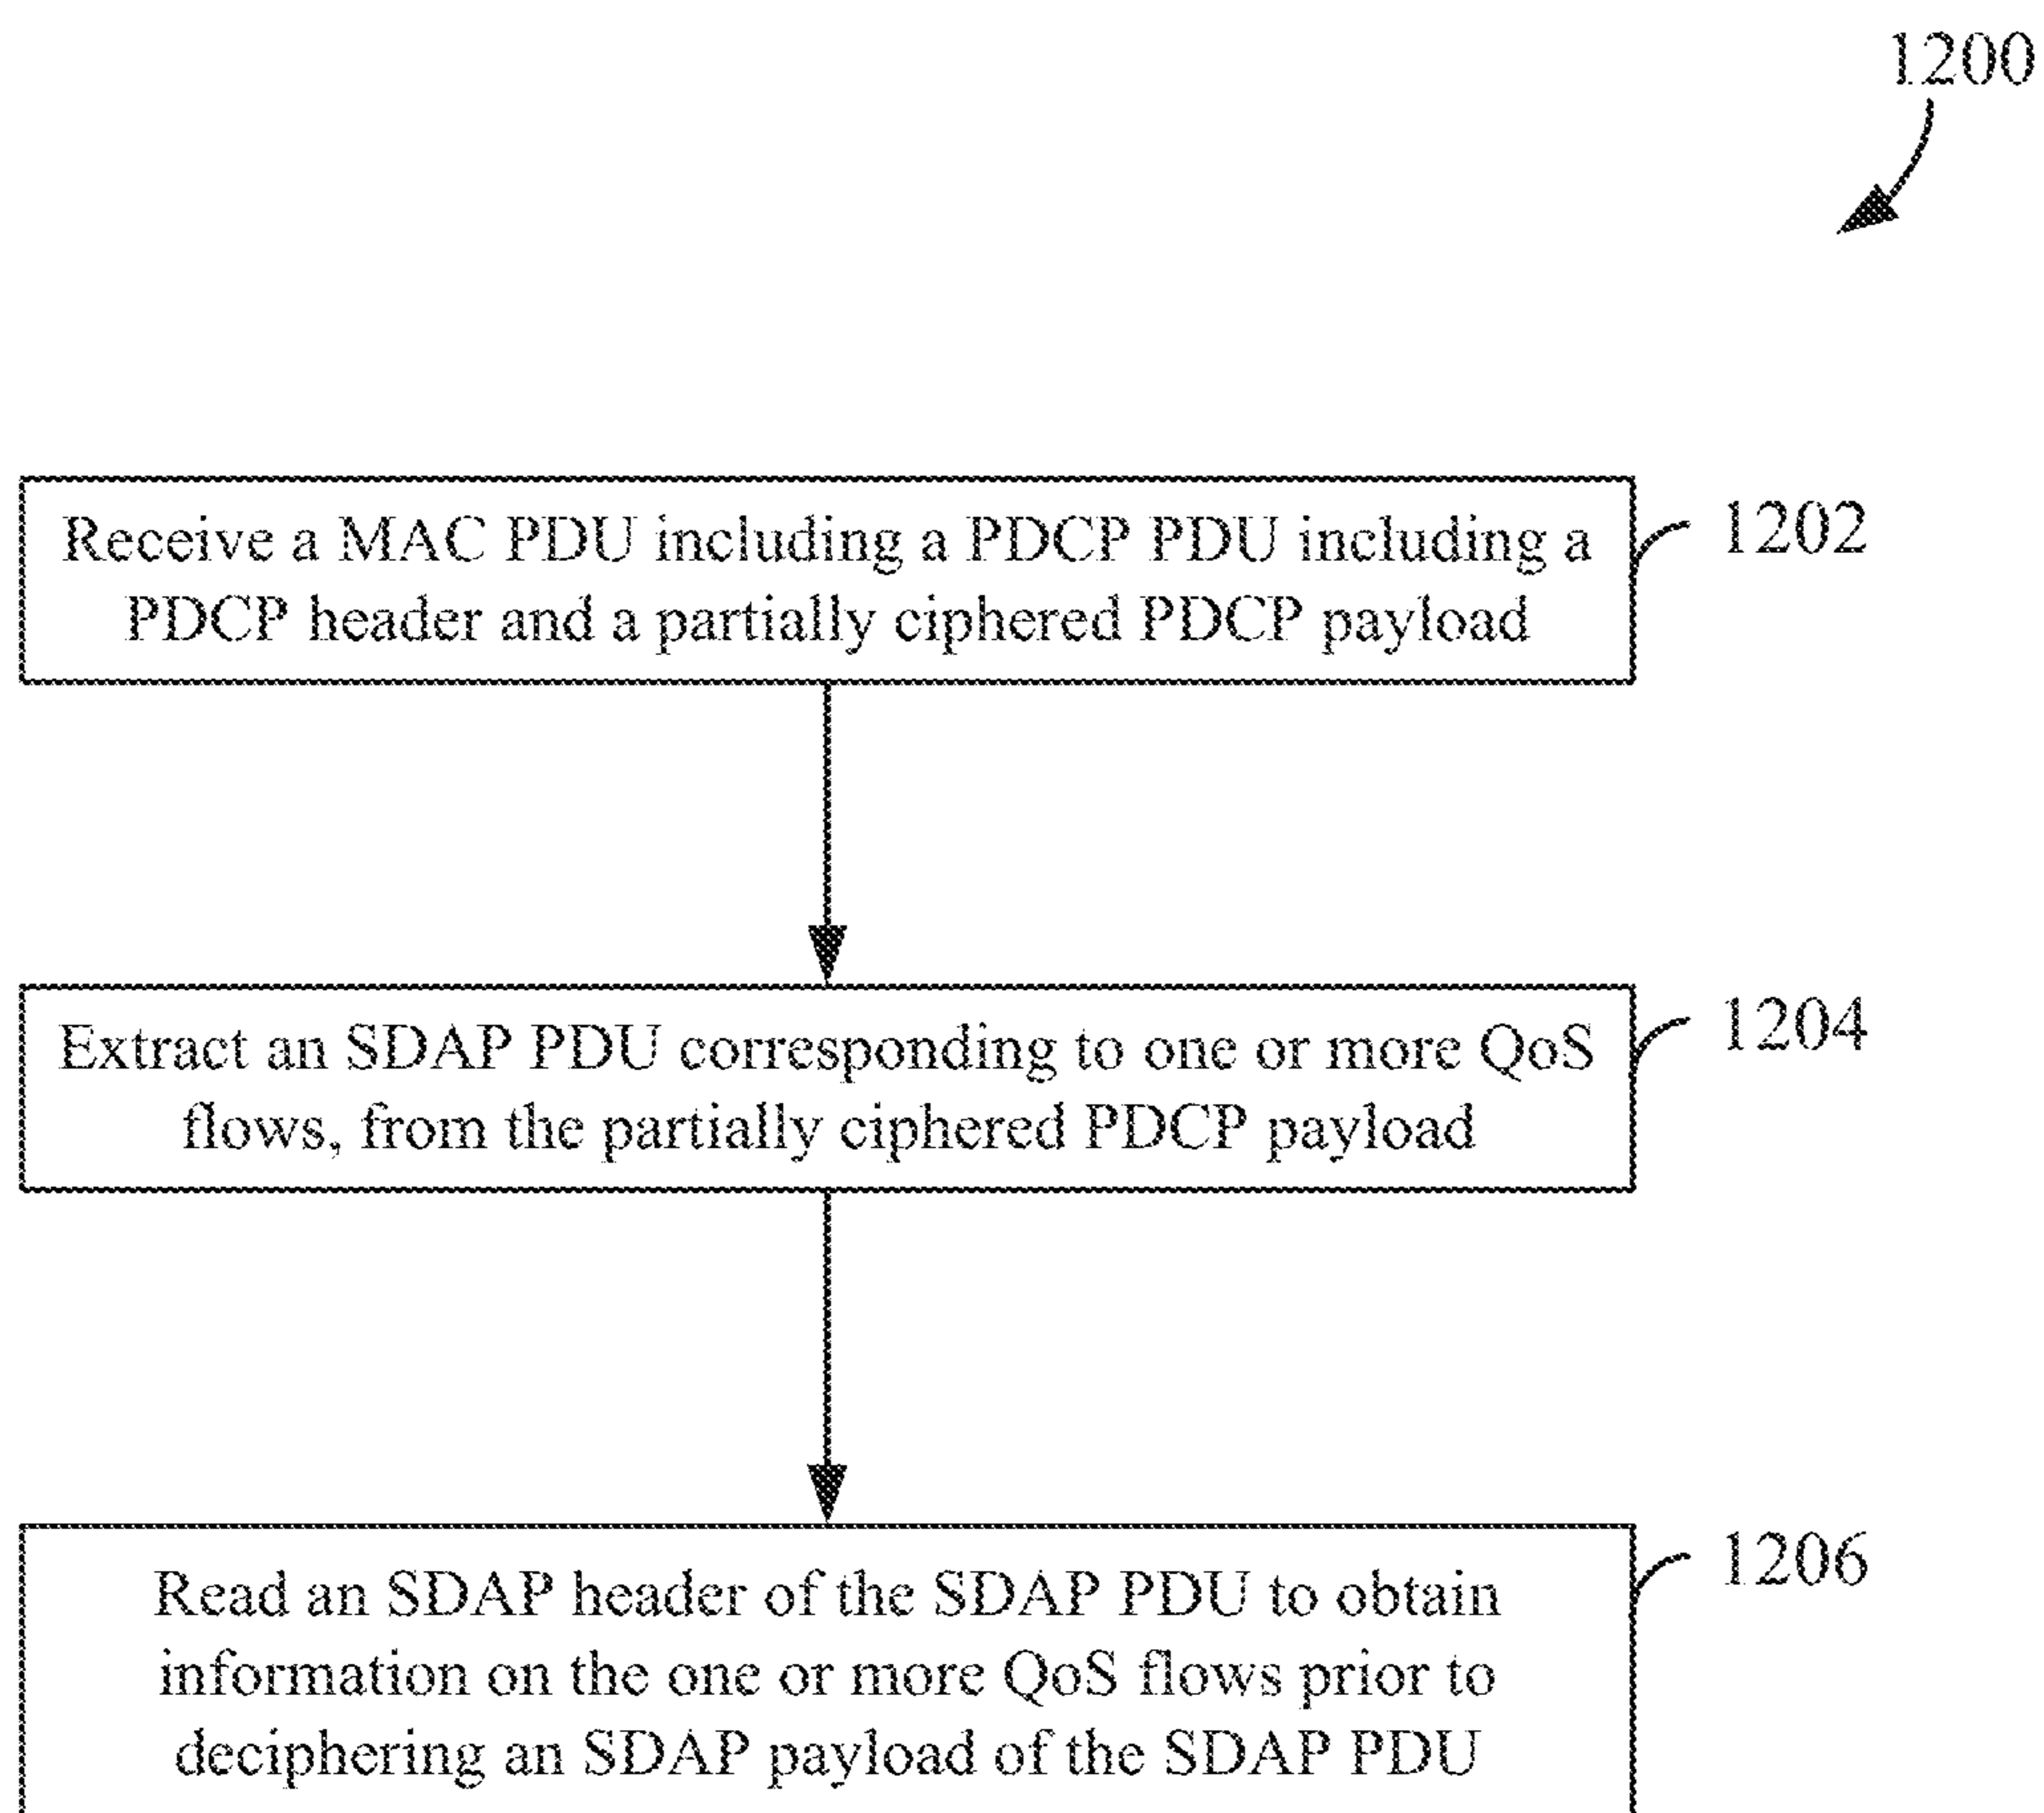 1200
Receive a MAC PDU including a PDCP PDU including a
PDCP header and a partially ciphered PDCP payload
1202
Extract an SDAP PDU corresponding to one or more QoS
flows, from the partially ciphered PDCP payload
1204
Read an SDAP header of the SDAP PDU to obtain
information on the one or more QoS flows prior to
deciphering an SDAP payload of the SDAP PDU
1206